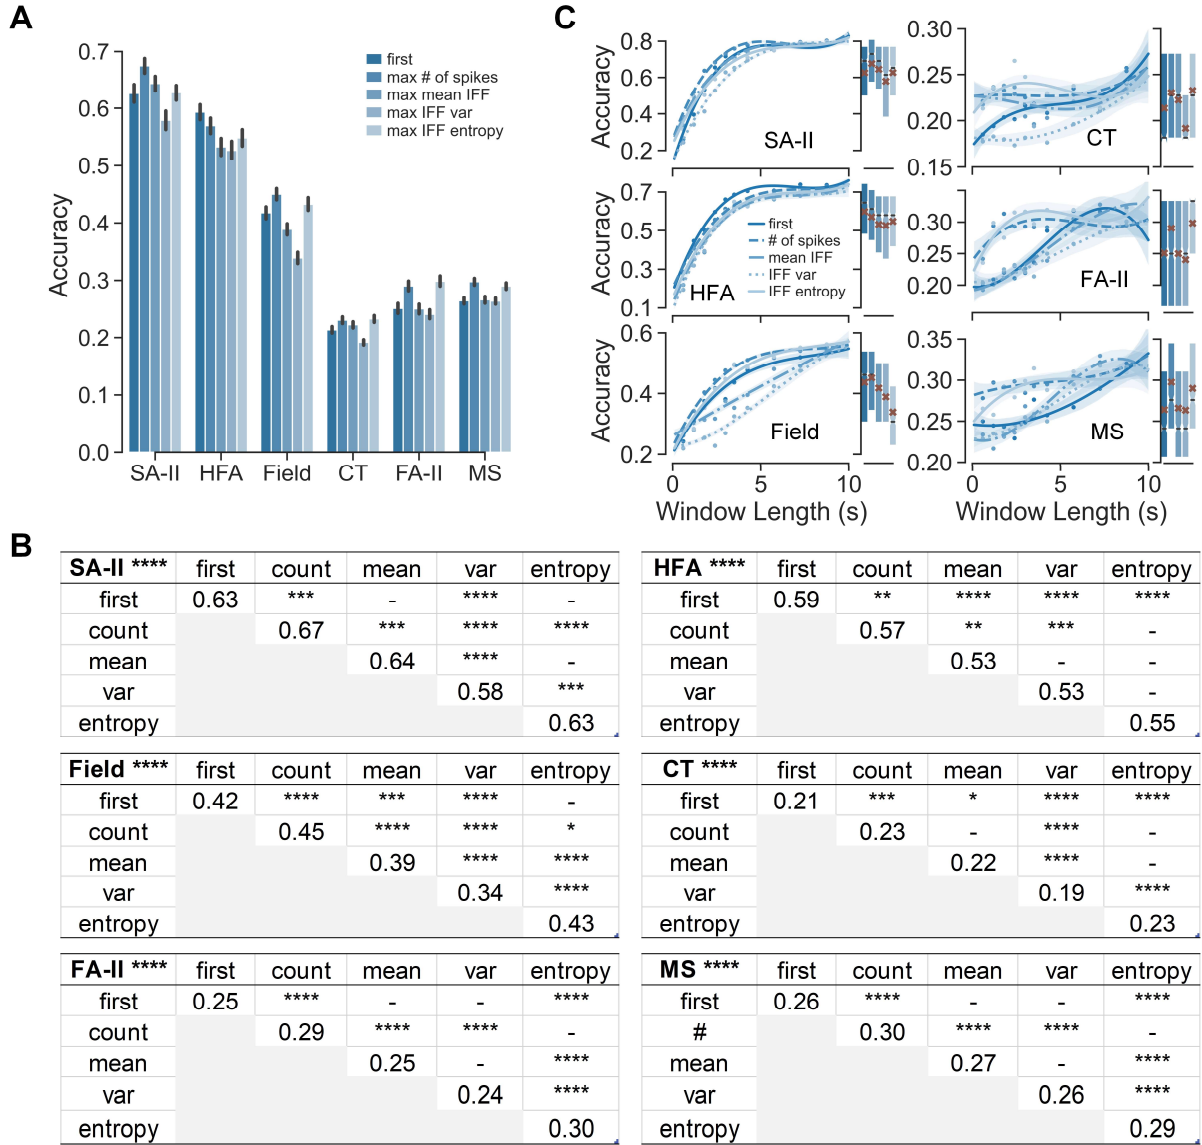 A
0.7
0.6
0.5
0.4
0.3
0.2
0.1
0.0
Accuracy
first
max # of spikes
max mean IFF
max IFF var
max IFF entropy
SA-II HFA Field CT FA-II MS
C
Accuracy
0.8
0.6
0.4
0.2
SA-II
0.30
0.25
0.20
0.15
CT
Accuracy
0.7
0.5
0.3
0.1
HFA
first
# of spikes
mean IFF
IFF var
IFF entropy
0.30
0.25
0.20
FA-II
Accuracy
0.6
0.4
0.2
Field
0 5 10
Window Length (s)
0.35
0.30
0.25
0.20
MS
0 5 10
Window Length (s)
B
SA-II **** first count mean var entropy
first 0.63 *** - **** -
count 0.67 *** **** ****
mean 0.64 **** -
var 0.58 ***
entropy 0.63
HFA **** first count mean var entropy
first 0.59 ** **** **** ****
count 0.57 ** *** -
mean 0.53 - -
var 0.53 -
entropy 0.55
Field **** first count mean var entropy
first 0.42 **** *** **** -
count 0.45 **** **** *
mean 0.39 **** ****
var 0.34 ****
entropy 0.43
CT **** first count mean var entropy
first 0.21 *** * **** ****
count 0.23 - **** -
mean 0.22 **** -
var 0.19 ****
entropy 0.23
FA-II **** first count mean var entropy
first 0.25 **** - - ****
count 0.29 **** **** -
mean 0.25 - ****
var 0.24 ****
entropy 0.30
MS **** first count mean var entropy
first 0.26 **** - - ****
# 0.30 **** **** -
mean 0.27 - ****
var 0.26 ****
entropy 0.29